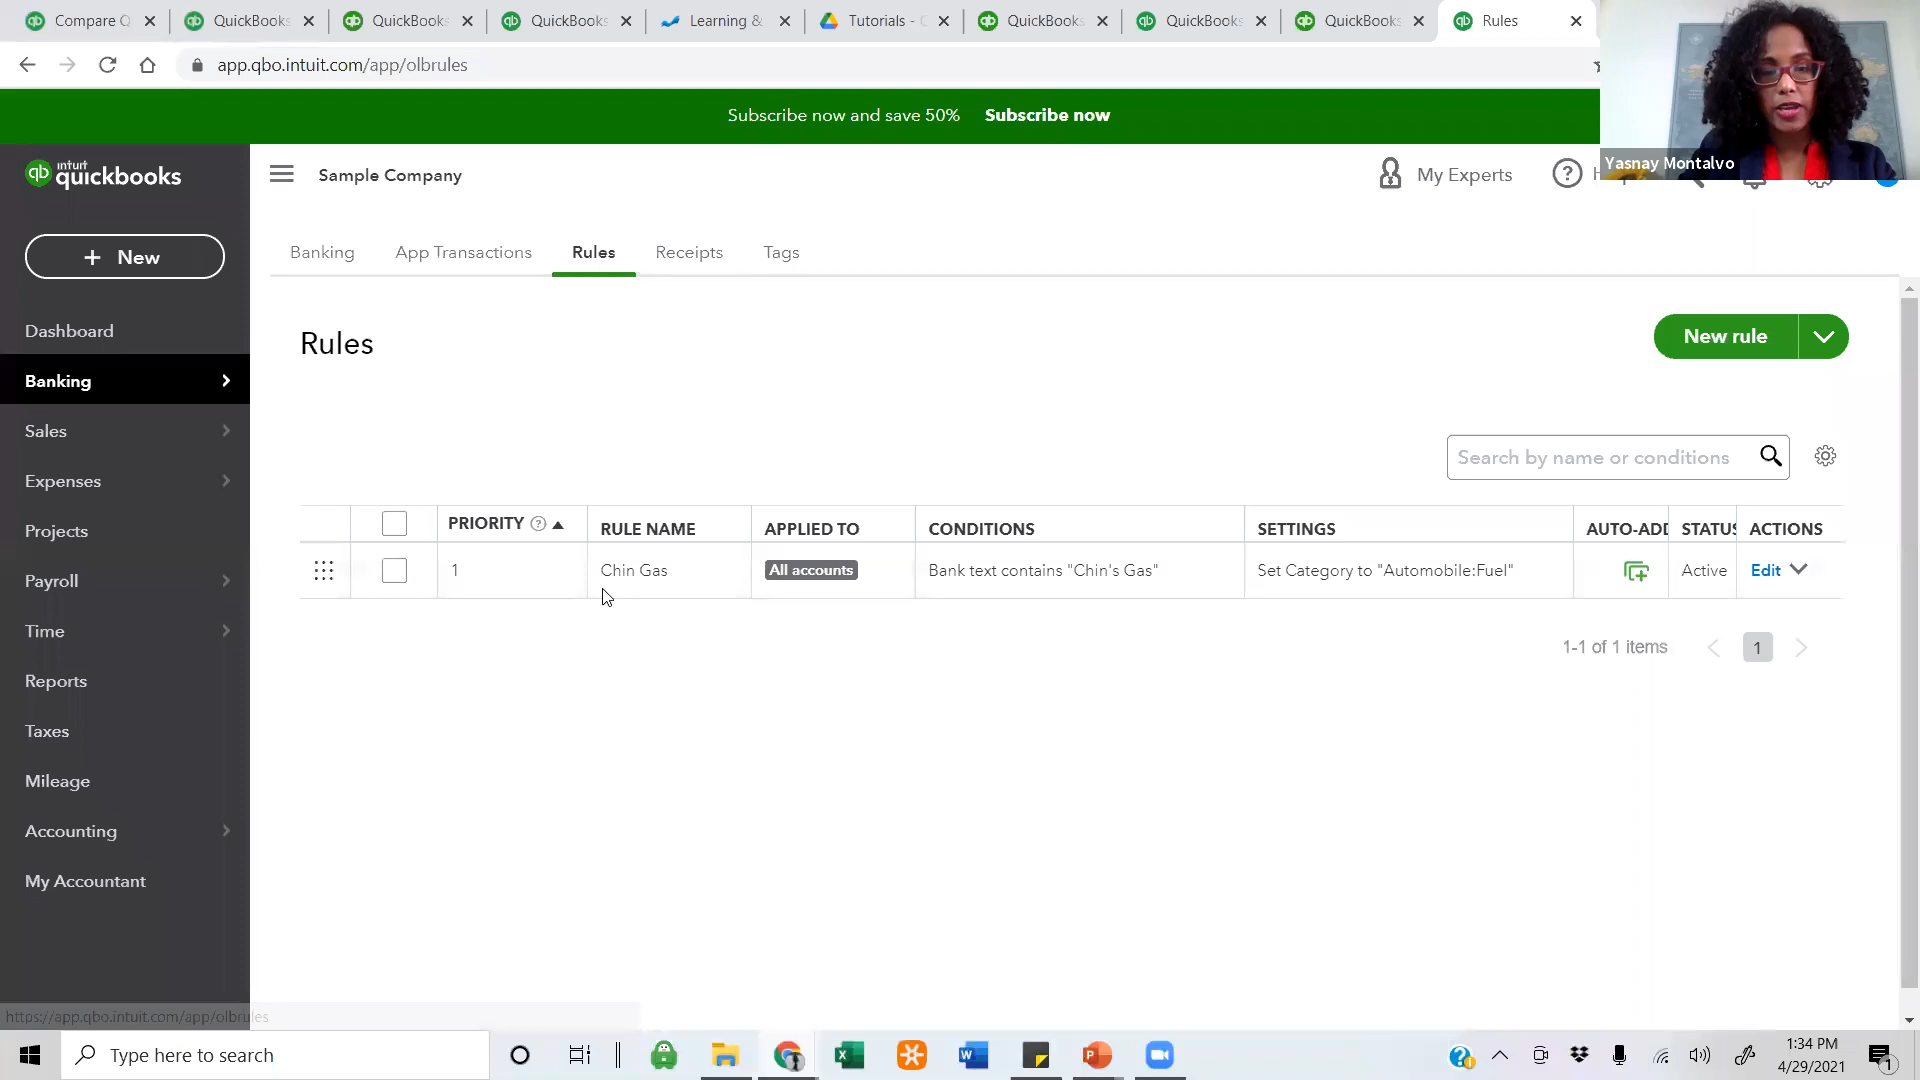 Compare Q
QuickBooks
QuickBooks
QuickBooks
Learning &
Tutorials -
QuickBooks
QuickBooks
QuickBooks
Rules
app.qbo.intuit.com/app/olbrules
Subscribe now and save 50% Subscribe now
Yasnay Montalvo
intuit
quickbooks
Sample Company
My Experts
New
Banking
App Transactions
Rules
Receipts
Tags
Dashboard
Banking
Sales
Expenses
Projects
Payroll
Time
Reports
Taxes
Mileage
Accounting
My Accountant
Rules
New rule
Search by name or conditions
PRIORITY RULE NAME APPLIED TO CONDITIONS SETTINGS AUTO-ADD STATUS ACTIONS
1 Chin Gas All accounts Bank text contains "Chin's Gas" Set Category to "Automobile:Fuel" Active Edit
1-1 of 1 items 1
https://app.qbo.intuit.com/app/olbrules
Type here to search
1:34 PM
4/29/2021
1